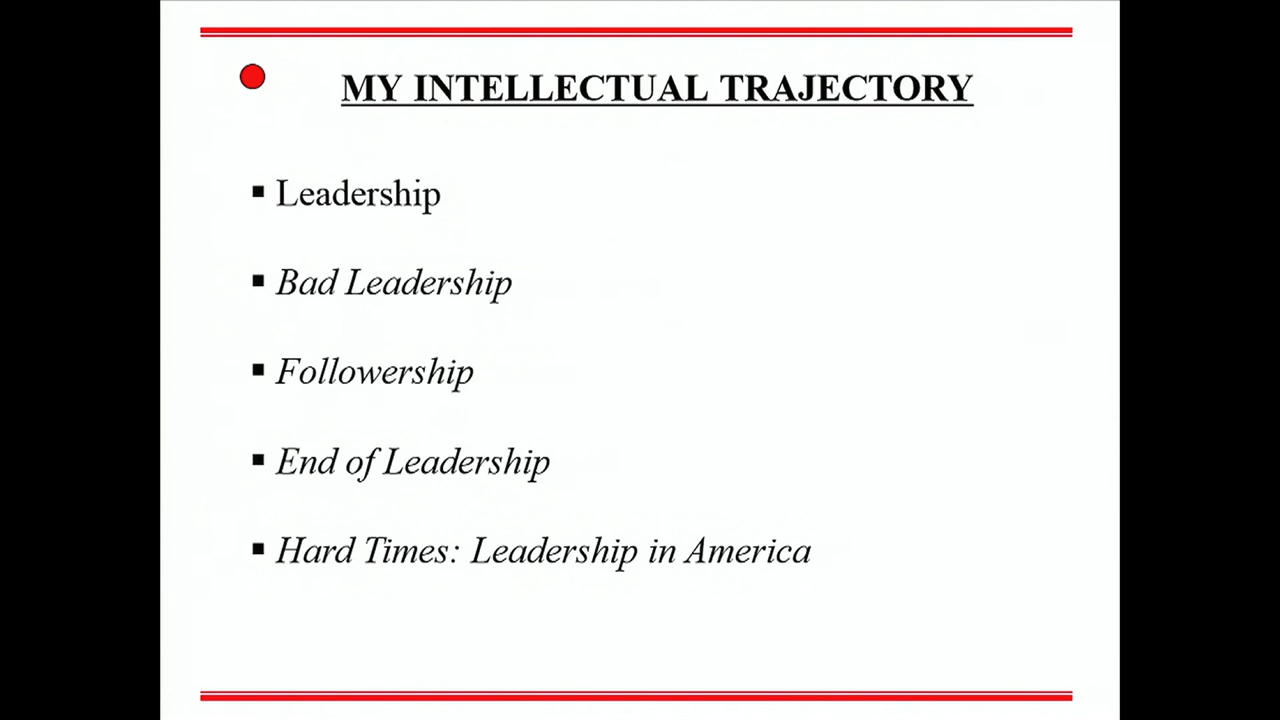 MY INTELLECTUAL TRAJECTORY
▪ Leadership
▪ Bad Leadership
▪ Followership
▪ End of Leadership
▪ Hard Times: Leadership in America